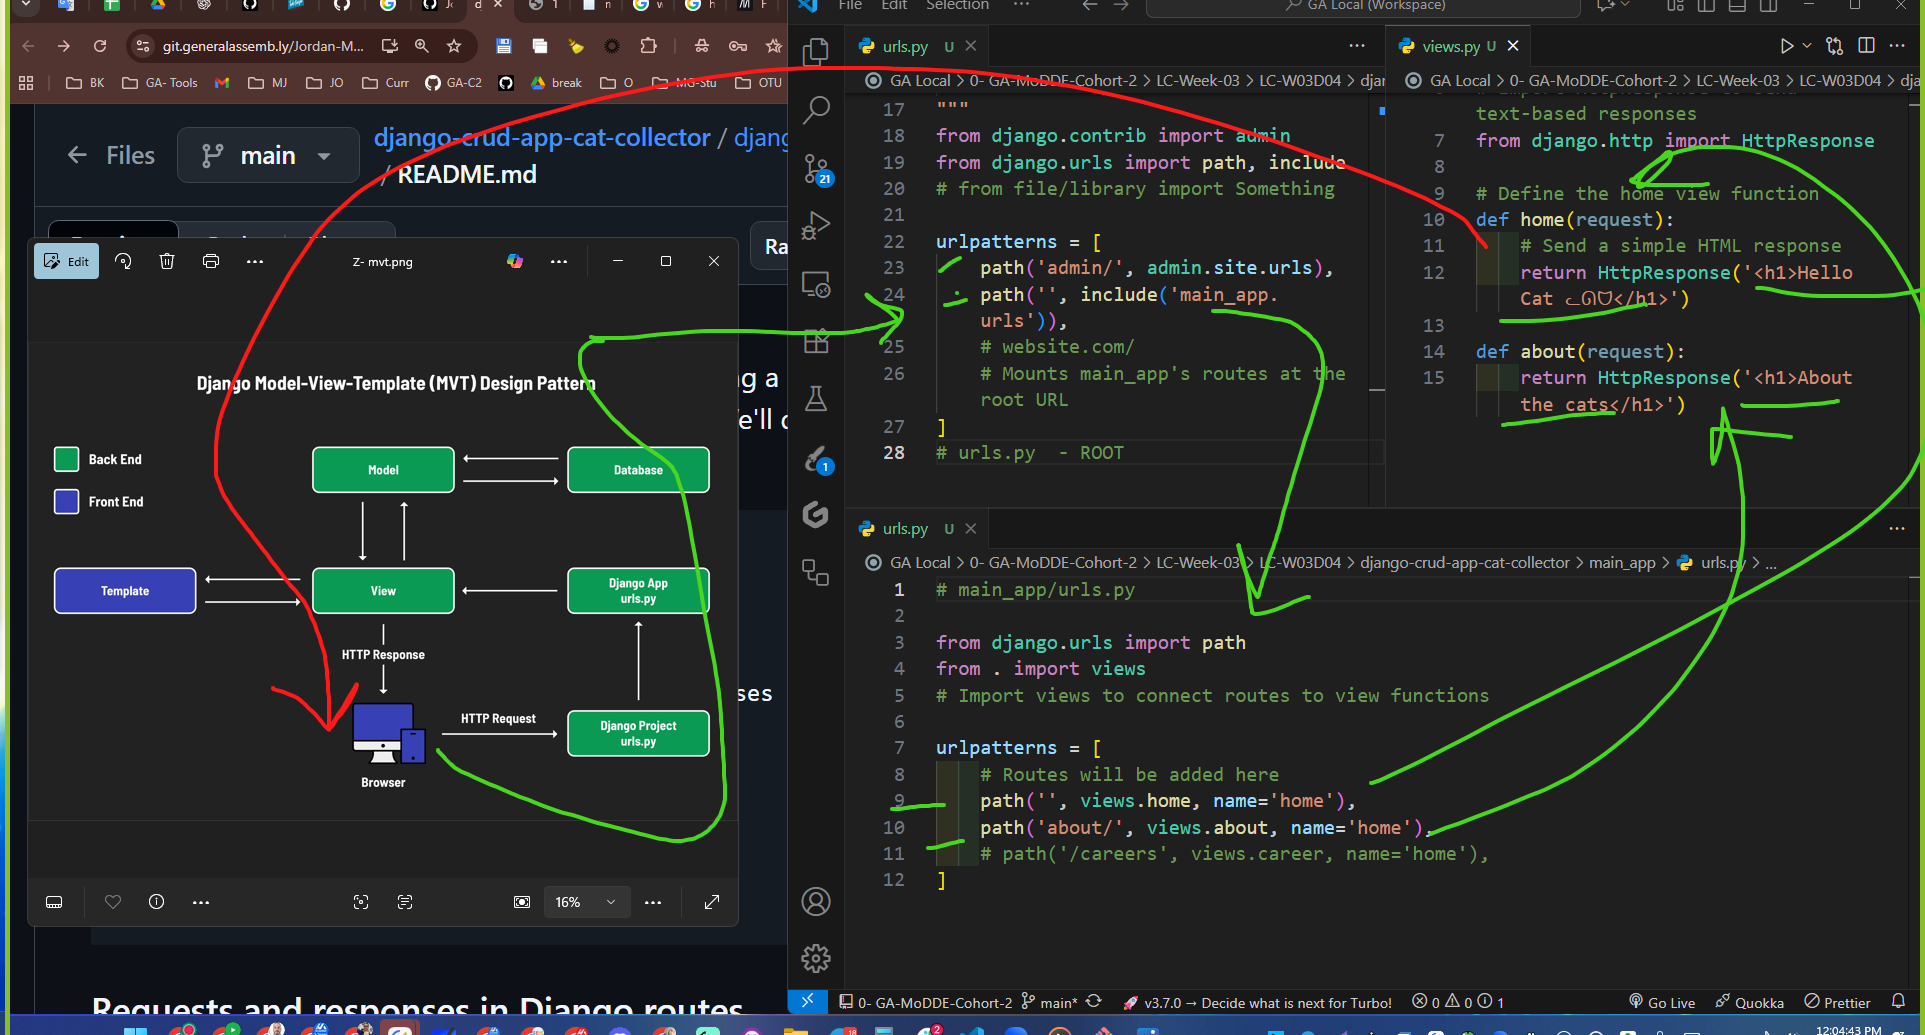 File Edit Selection ··· GA Local (Workspace)
git.generalassemb.ly/Jordan-M...
BK GA- Tools MJ JO Curr GA-C2 break O MG-Stu OTU
Files main django-crud-app-cat-collector /
/ README.md
Edit Z- mvt.png
Django Model-View-Template (MVT) Design Pattern
Back End
Front End
Model
Database
Template
View
Django App
urls.py
HTTP Response
HTTP Request
Django Project
urls.py
Browser
16%
ng a
Requests and responses in Django routes
urls.py U
GA Local > 0- GA-MoDDE-Cohort-2 > LC-Week-03 > LC-W03D04 >
17 """
18 from django.contrib import admin
19 from django.urls import path, include
20 # from file/library import Something
21
22 urlpatterns = [
23 path('admin/', admin.site.urls),
24 path('', include('main_app.
urls')),
25 # website.com/
26 # Mounts main_app's routes at the
root URL
27 ]
28 # urls.py - ROOT
views.py U
GA Local > 0- GA-MoDDE-Cohort-2 > LC-Week-03 > LC-W03D04 >
text-based responses
7 from django.http import HttpResponse
8
9 # Define the home view function
10 def home(request):
11 # Send a simple HTML response
12 return HttpResponse('<h1>Hello
Cat ᓚᘏᗢ</h1>')
13
14 def about(request):
15 return HttpResponse('<h1>About
the cats</h1>')
urls.py U
GA Local > 0- GA-MoDDE-Cohort-2 > LC-Week-03 > LC-W03D04 > django-crud-app-cat-collector > main_app > urls.py > ...
1 # main_app/urls.py
2
3 from django.urls import path
4 from . import views
5 # Import views to connect routes to view functions
6
7 urlpatterns = [
8 # Routes will be added here
9 path('', views.home, name='home'),
10 path('about/', views.about, name='home'),
11 # path('/careers', views.career, name='home'),
12 ]
21
1
0- GA-MoDDE-Cohort-2 main* v3.7.0 → Decide what is next for Turbo! 0 0 1 Go Live Quokka Prettier
12:04:43 PM